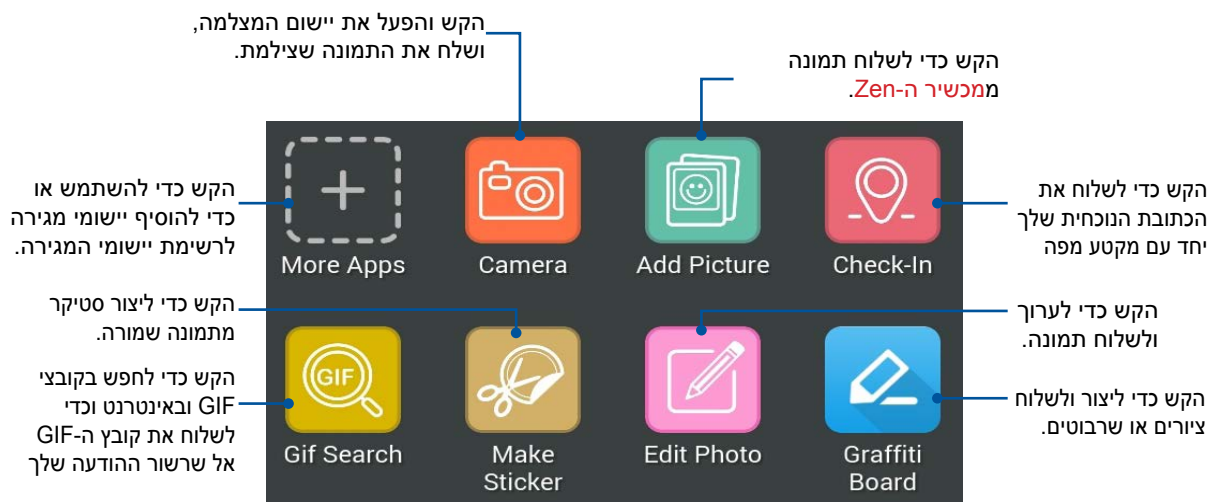 הקש והפעל את יישום המצלמה,
ושלח את התמונה שצילמת.
הקש כדי לשלוח תמונה
ממכשיר ה-Zen.
הקש כדי להשתמש או
כדי להוסיף יישומי מגירה
לרשימת יישומי המגירה.
הקש כדי לשלוח את
הכתובת הנוכחית שלך
יחד עם מקטע מפה
More Apps
Camera
Add Picture
Check-In
הקש כדי ליצור סטיקר
מתמונה שמורה.
הקש כדי לערוך
ולשלוח תמונה.
הקש כדי לחפש בקובצי
GIF ובאינטרנט וכדי
לשלוח את קובץ ה-GIF
אל שרשור ההודעה שלך
הקש כדי ליצור ולשלוח
ציורים או שרבוטים.
GIF
Gif Search
Make
Sticker
Edit Photo
Graffiti
Board